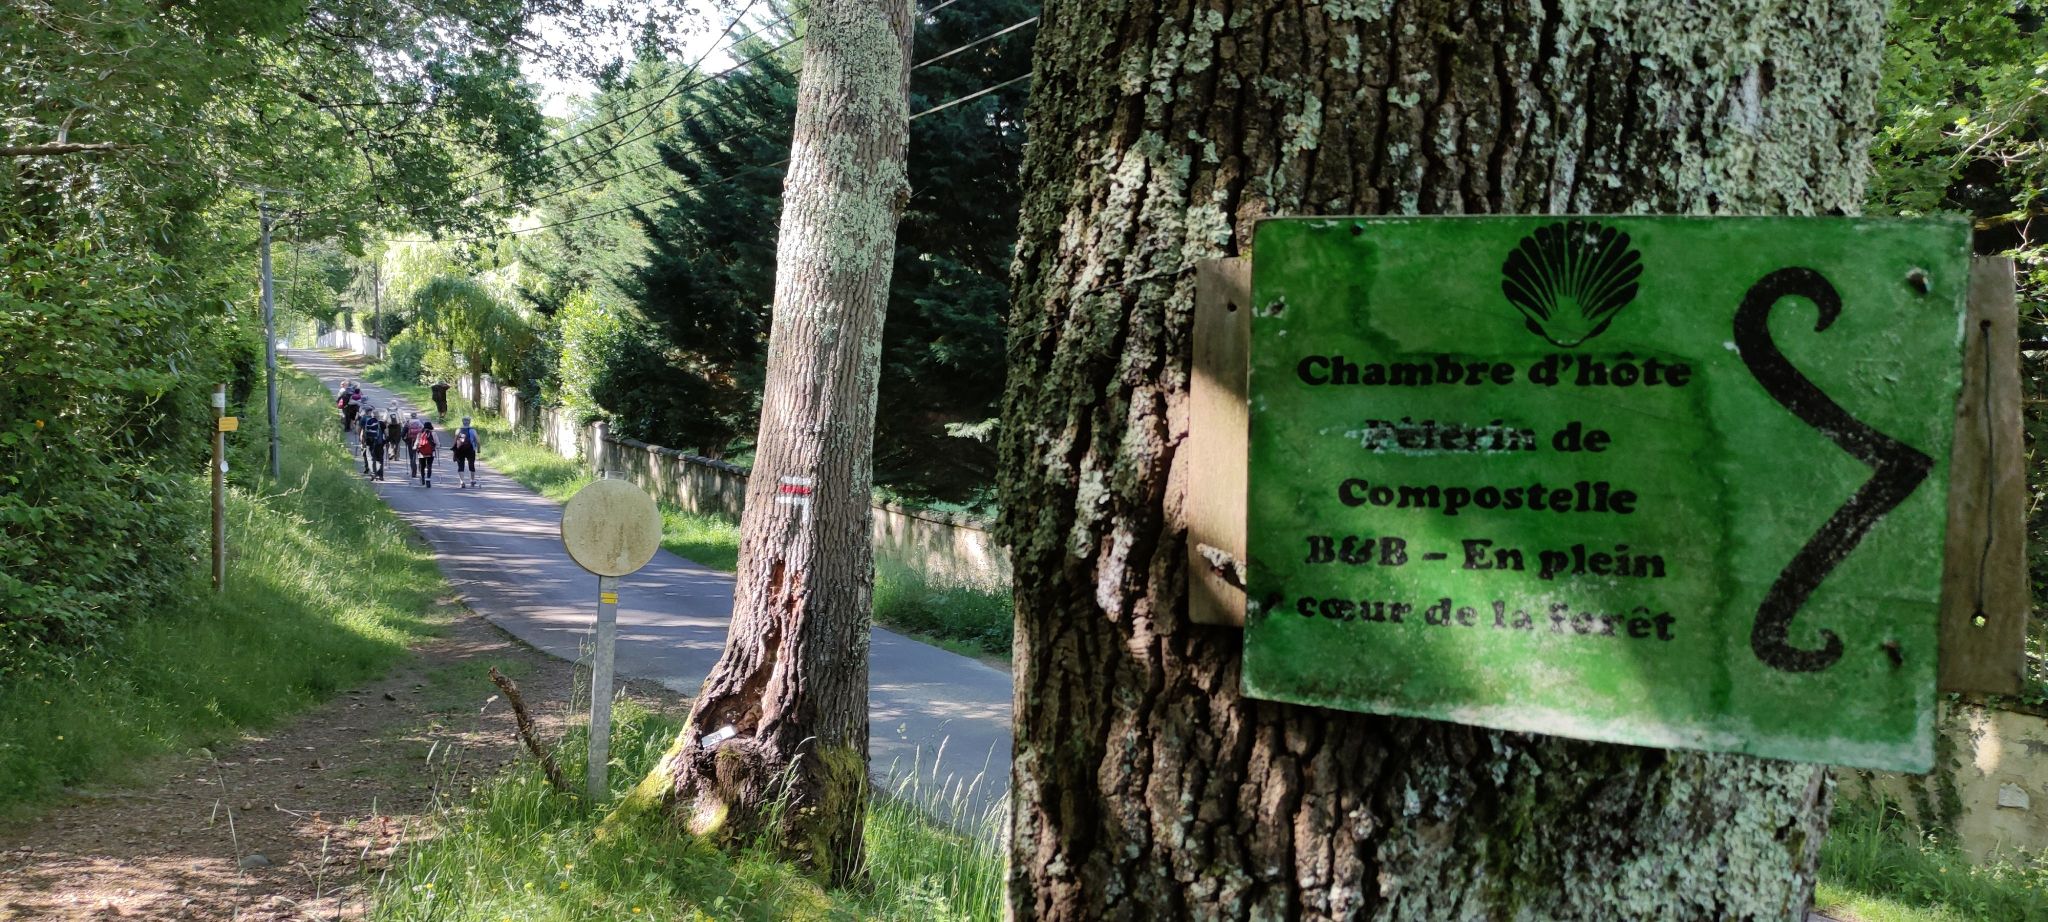 Chambre d'hôte
Pèlerin de
Compostelle
B&B - En plein
cœur de la forêt